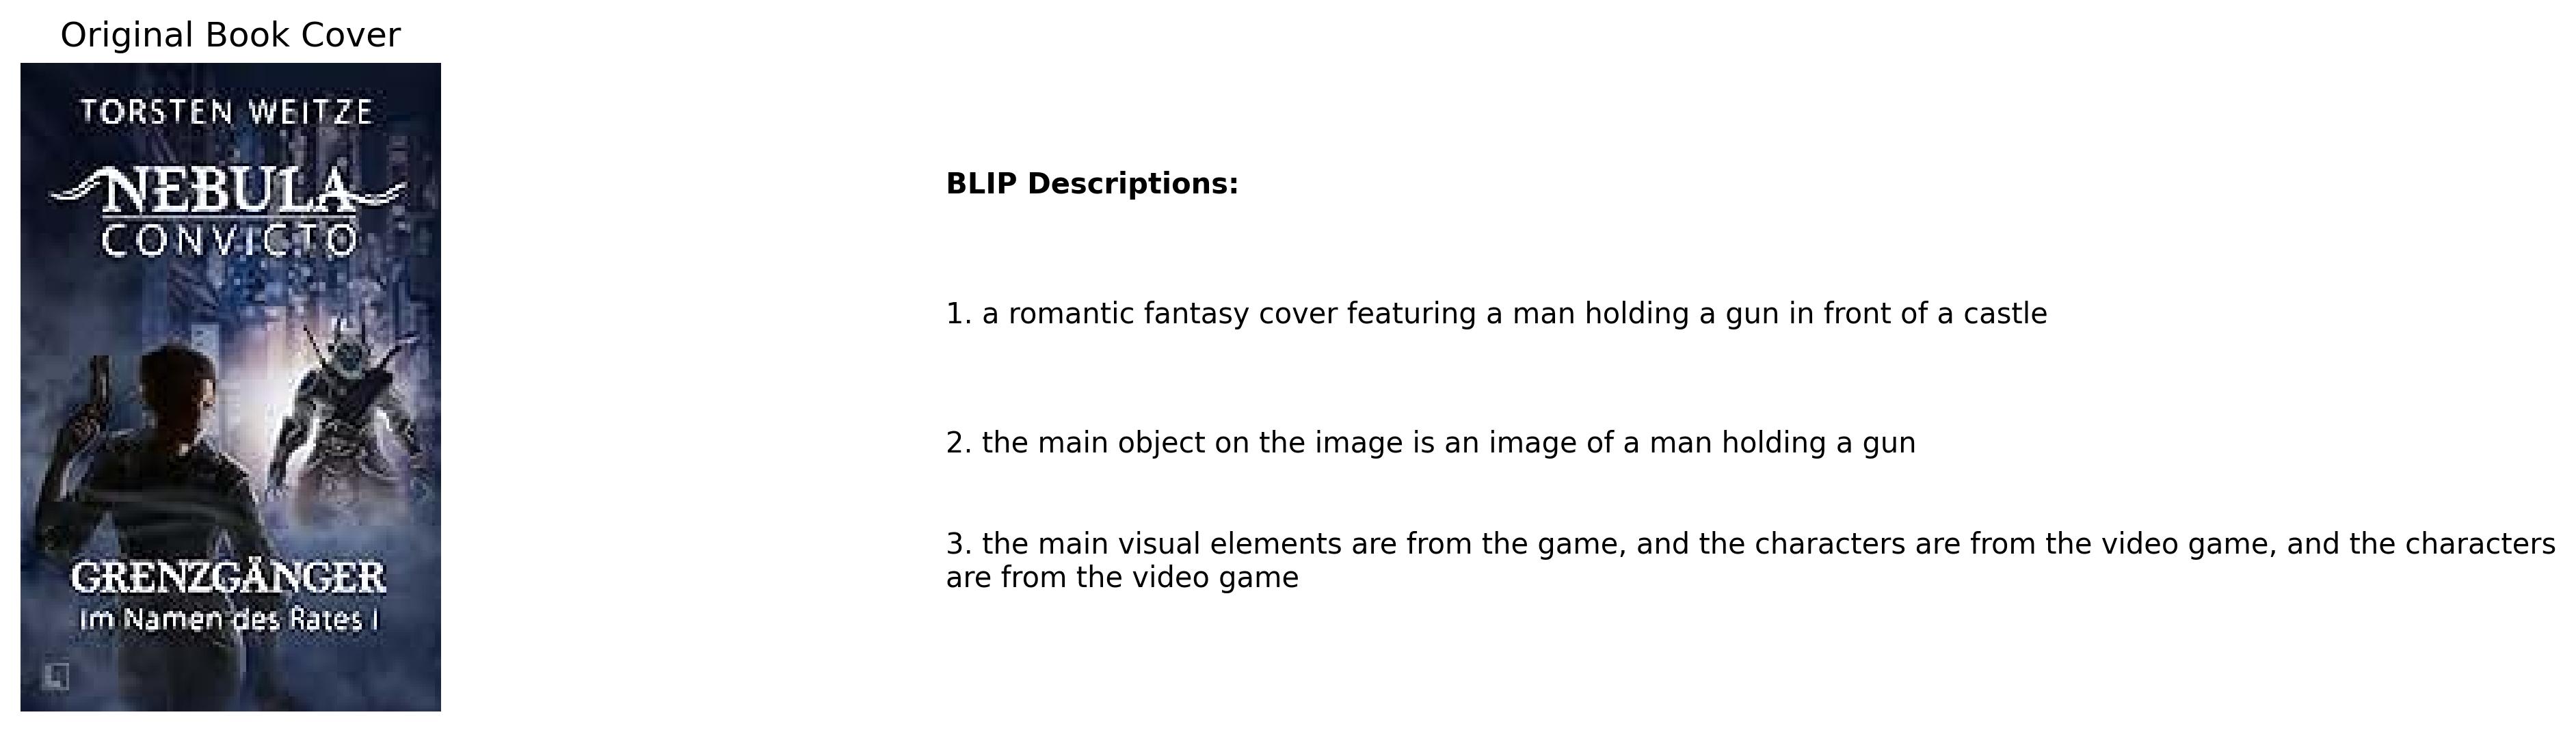 Original Book Cover
TORSTEN WEITZE
NEBULA
CONVICTO
GRENZGÄNGER
Im Namen des Rates I
BLIP Descriptions:
1. a romantic fantasy cover featuring a man holding a gun in front of a castle
2. the main object on the image is an image of a man holding a gun
3. the main visual elements are from the game, and the characters are from the video game, and the characters
are from the video game